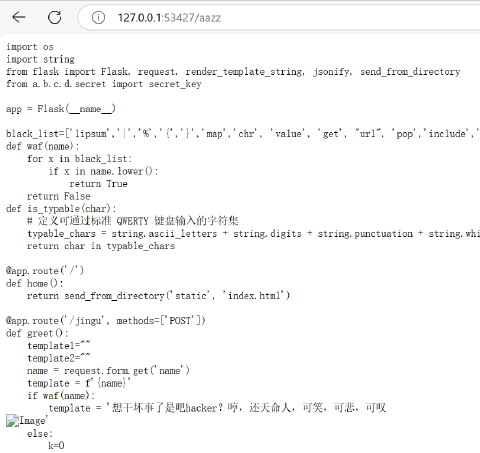 127.0.0.1:53427/aazz
import os
import string
from flask import Flask, request, render_template_string, jsonify, send_from_directory
from a.b.c.d.secret import secret_key
app = Flask(__name__)
black_list=['lipsum','|','%','{','}','map','chr', 'value', 'get', "url", 'pop','include','
def waf(name):
    for x in black_list:
        if x in name.lower():
            return True
    return False
def is_typable(char):
    # 定义可通过标准 QWERTY 键盘输入的字符集
    typable_chars = string.ascii_letters + string.digits + string.punctuation + string.whi
    return char in typable_chars
@app.route('/')
def home():
    return send_from_directory('static', 'index.html')
@app.route('/jingu', methods=['POST'])
def greet():
    template1=""
    template2=""
    name = request.form.get('name')
    template = f'{name}'
    if waf(name):
        template = '想干坏事了是吧hacker？哼，还天命人，可笑，可悲，可叹
Image'
    else:
        k=0